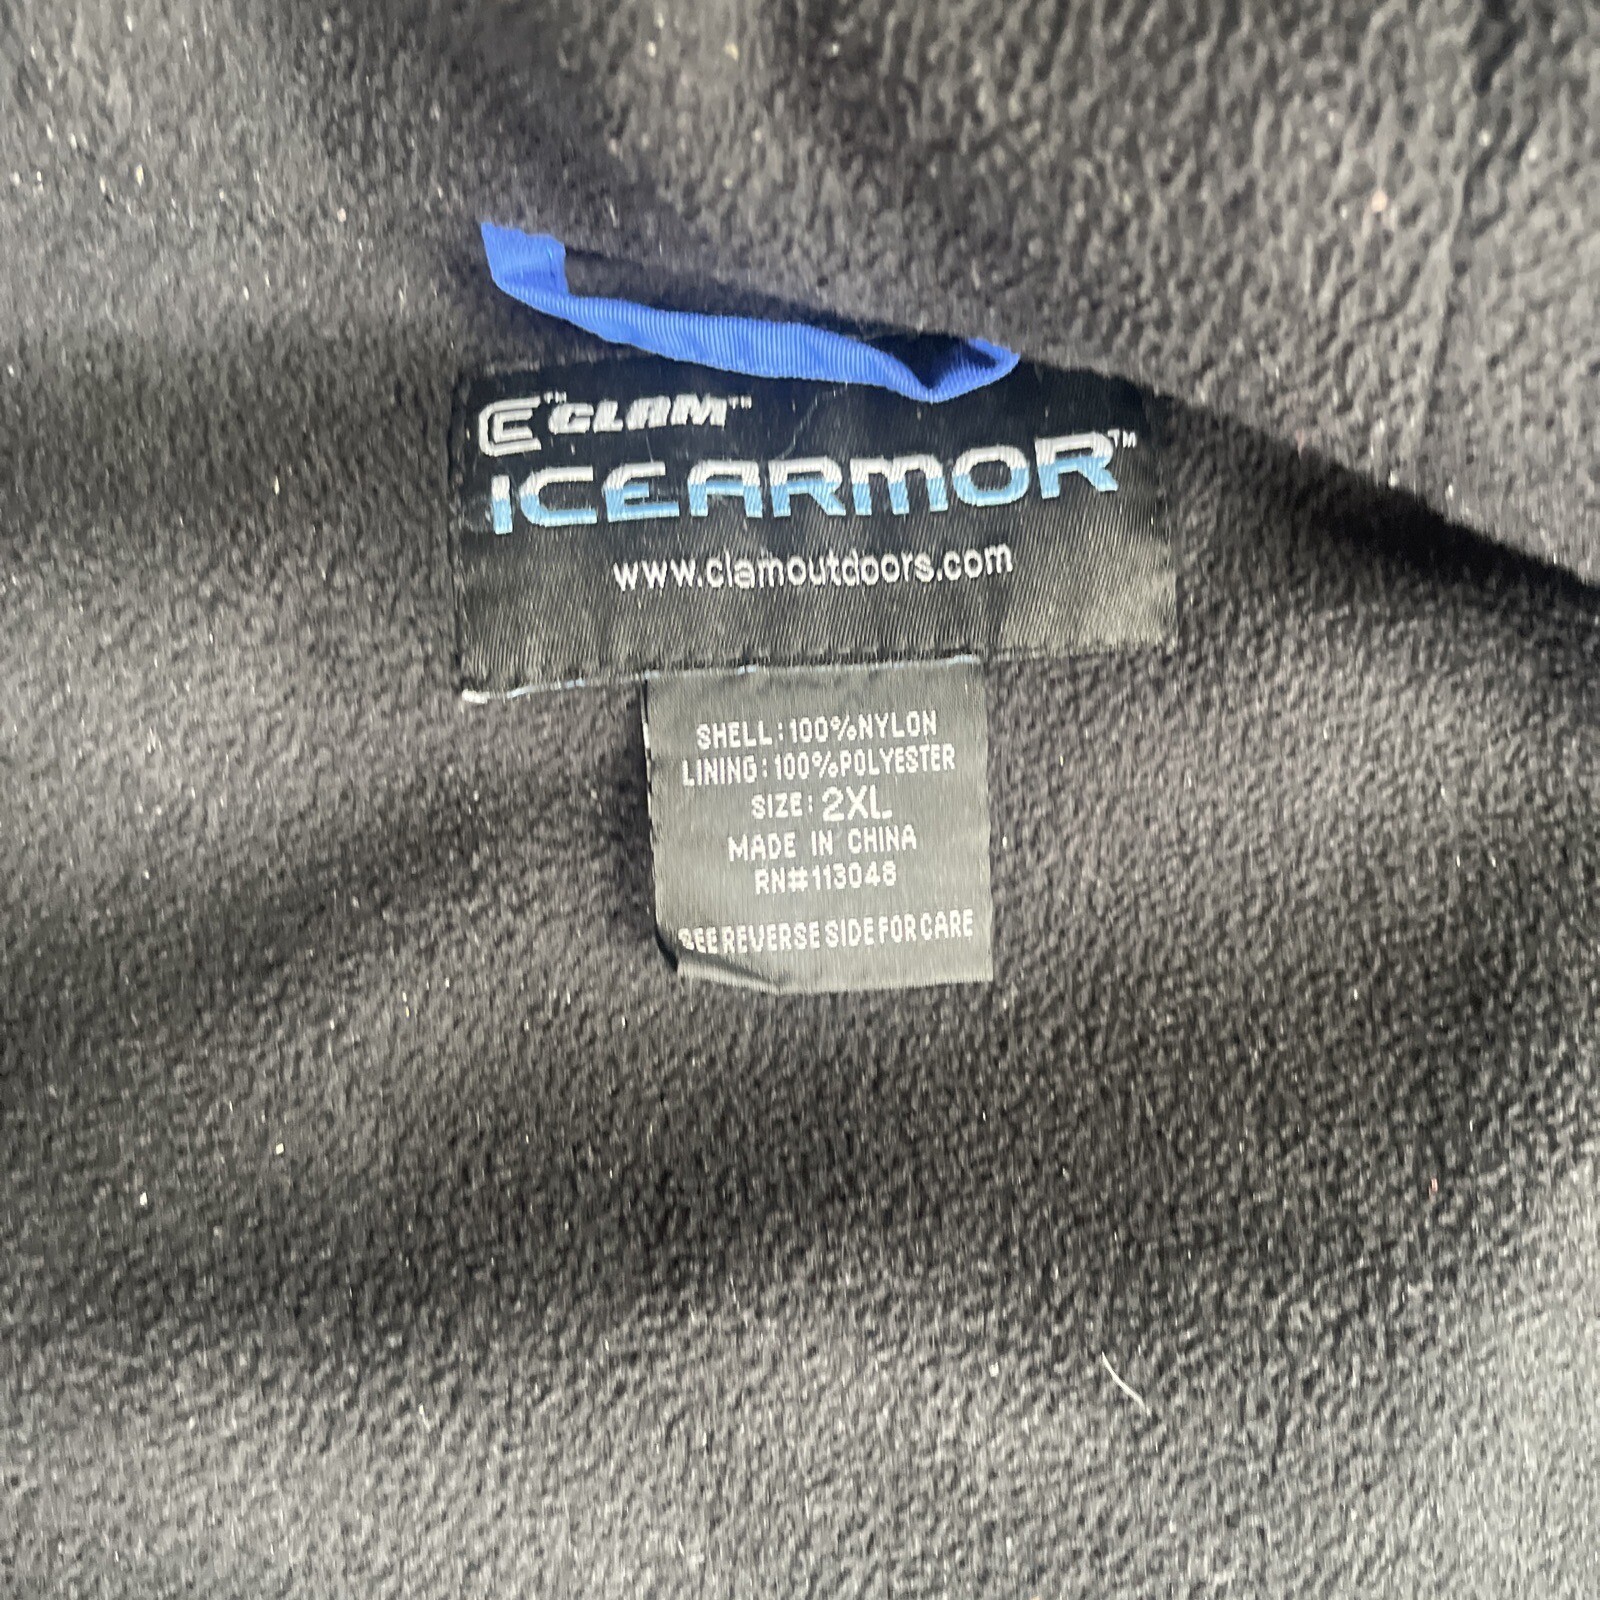 C™ CLAM™
ICEARMOR™
www.clamoutdoors.com
SHELL:100%NYLON
LINING:100%POLYESTER
SIZE: 2XL
MADE IN CHINA
RN#113048
SEE REVERSE SIDE FOR CARE